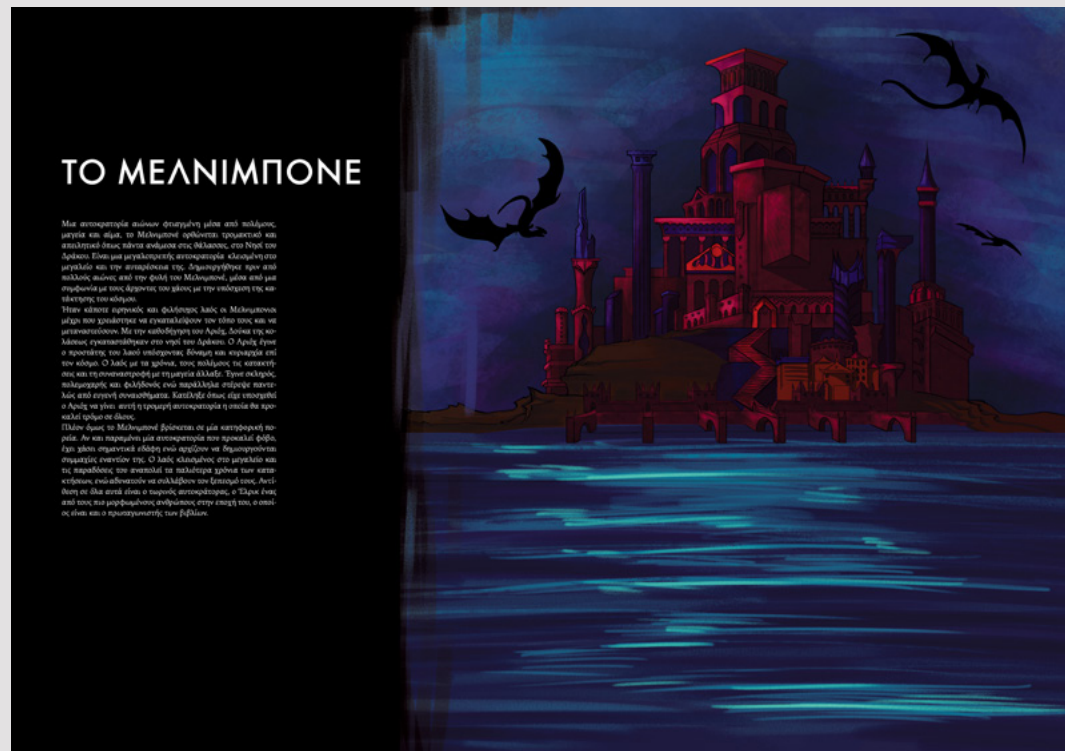 ΤΟ ΜΕΛΝΙΜΠΟΝΕ
Μια αυτοκρατορία αιώνων φτιαγμένη μέσα από πολέμους,
μαγεία και αίμα, το Μελνιμπονέ ορθώνεται τρομακτικό και
απειλητικό όπως πάντα ανάμεσα στις θάλασσες, στο Νησί του
Δράκου. Είναι μια μεγαλοπρεπής αυτοκρατορία κλεισμένη στο
μεγαλείο και την αυταρέσκεια της. Δημιουργήθηκε πριν από
πολλούς αιώνες από την φυλή του Μελνιμπονέ, μέσα από μια
συμφωνία με τους άρχοντες του χάους με την υπόσχεση της κα-
τάκτησης του κόσμου.
Ήταν κάποτε ειρηνικός και φιλήσυχος λαός οι Μελνιμπονιοι
μέχρι που χρειάστηκε να εγκαταλείψουν τον τόπο τους και να
μεταναστεύσουν. Με την καθοδήγηση του Αριόχ, Δούκα της κο-
λάσεως εγκαταστάθηκαν στο νησί του Δράκου. Ο Αριόχ έγινε
ο προστάτης του λαού υπόσχοντας δύναμη και κυριαρχία επί
τον κόσμο. Ο λαός με τα χρόνια, τους πολέμους τις κατακτή-
σεις και τη συναναστροφή με τη μαγεία άλλαξε. Έγινε σκληρός,
πολεμοχαρής και φιλήδονός ενώ παράλληλα στέρεψε παντε-
λώς από ευγενή συναισθήματα. Κατέληξε όπως είχε υποσχεθεί
ο Αριόχ να γίνει αυτή η τρομερή αυτοκρατορία η οποία θα προ-
καλεί τρόμο σε όλους.
Πλέον όμως το Μελνιμπονέ βρίσκεται σε μία κατηφορική πο-
ρεία. Αν και παραμένει μία αυτοκρατορία που προκαλεί φόβο,
έχει χάσει σημαντικά εδάφη ενώ αρχίζουν να δημιουργούνται
συμμαχίες εναντίον της. Ο λαός κλεισμένος στο μεγαλείο και
τις παραδόσεις του αναπολεί τα παλιότερα χρόνια των κατα-
κτήσεων, ενώ αδυνατούν να συλλάβουν τον ξεπεσμό τους. Αντί-
θεση σε όλα αυτά είναι ο τωρινός αυτοκράτορας, ο Έλρικ ένας
από τους πιο μορφωμένους ανθρώπους στην εποχή του, ο οποί-
ος είναι και ο πρωταγωνιστής των βιβλίων.